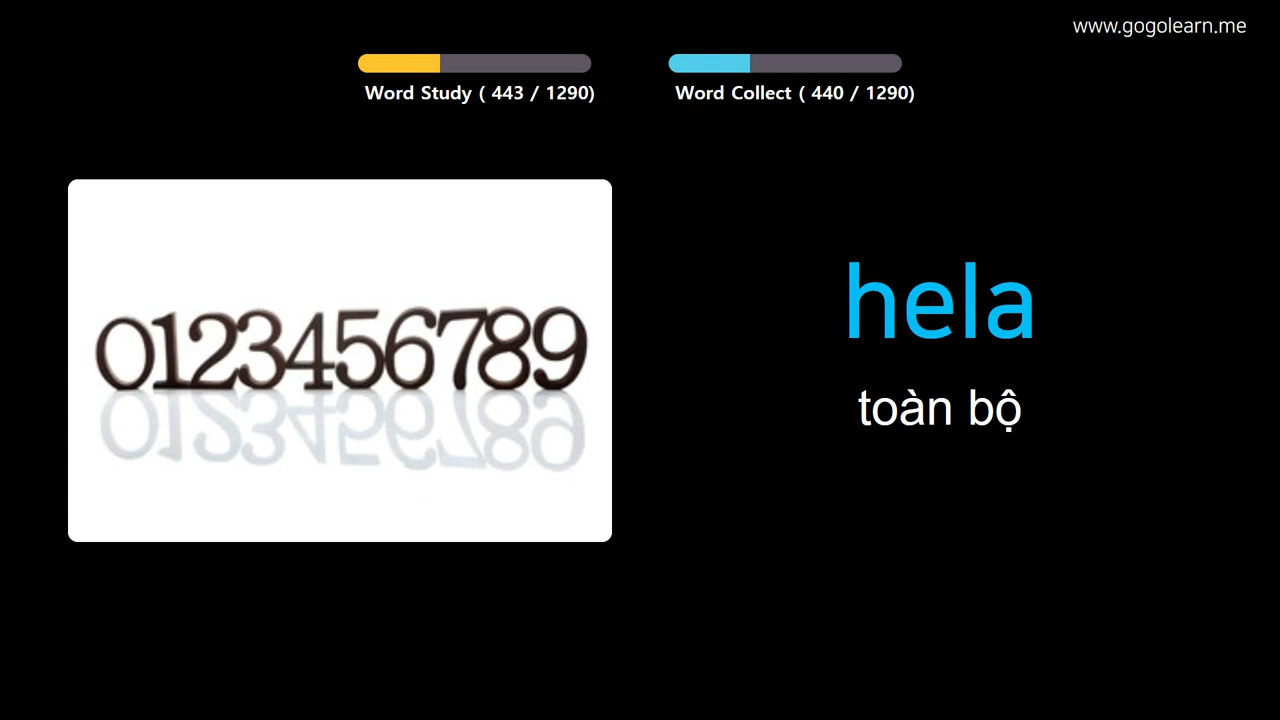 www.gogolearn.me
Word Study ( 443 / 1290)
Word Collect ( 440 / 1290)
0123456789
hela
toàn bộ